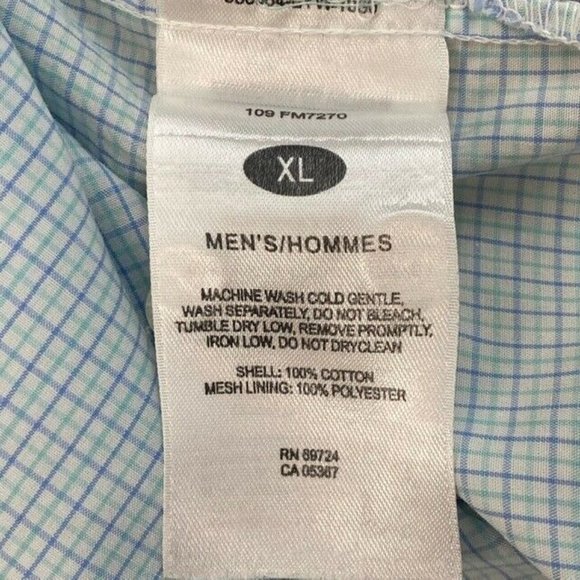 109 FM7270
XL
MEN'S/HOMMES
MACHINE WASH COLD GENTLE,
WASH SEPARATELY, DO NOT BLEACH,
TUMBLE DRY LOW, REMOVE PROMPTLY,
IRON LOW, DO NOT DRYCLEAN
SHELL: 100% COTTON
MESH LINING: 100% POLYESTER
RN 69724
CA 05367